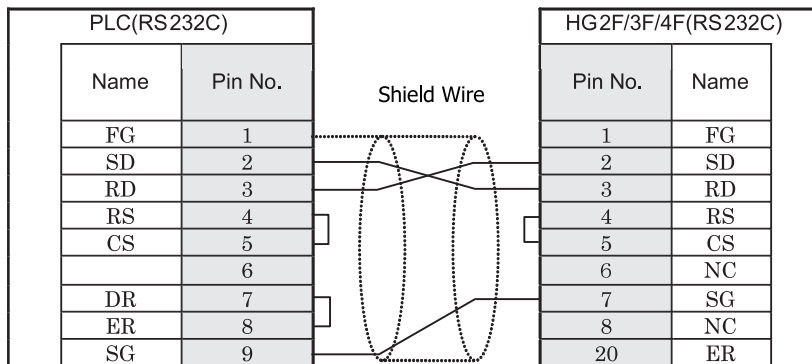 PLC(RS232C) HG2F/3F/4F(RS232C)
Name Pin No. Shield Wire Pin No. Name
FG 1 1 FG
SD 2 2 SD
RD 3 3 RD
RS 4 4 RS
CS 5 5 CS
6 6 NC
DR 7 7 SG
ER 8 8 NC
SG 9 20 ER